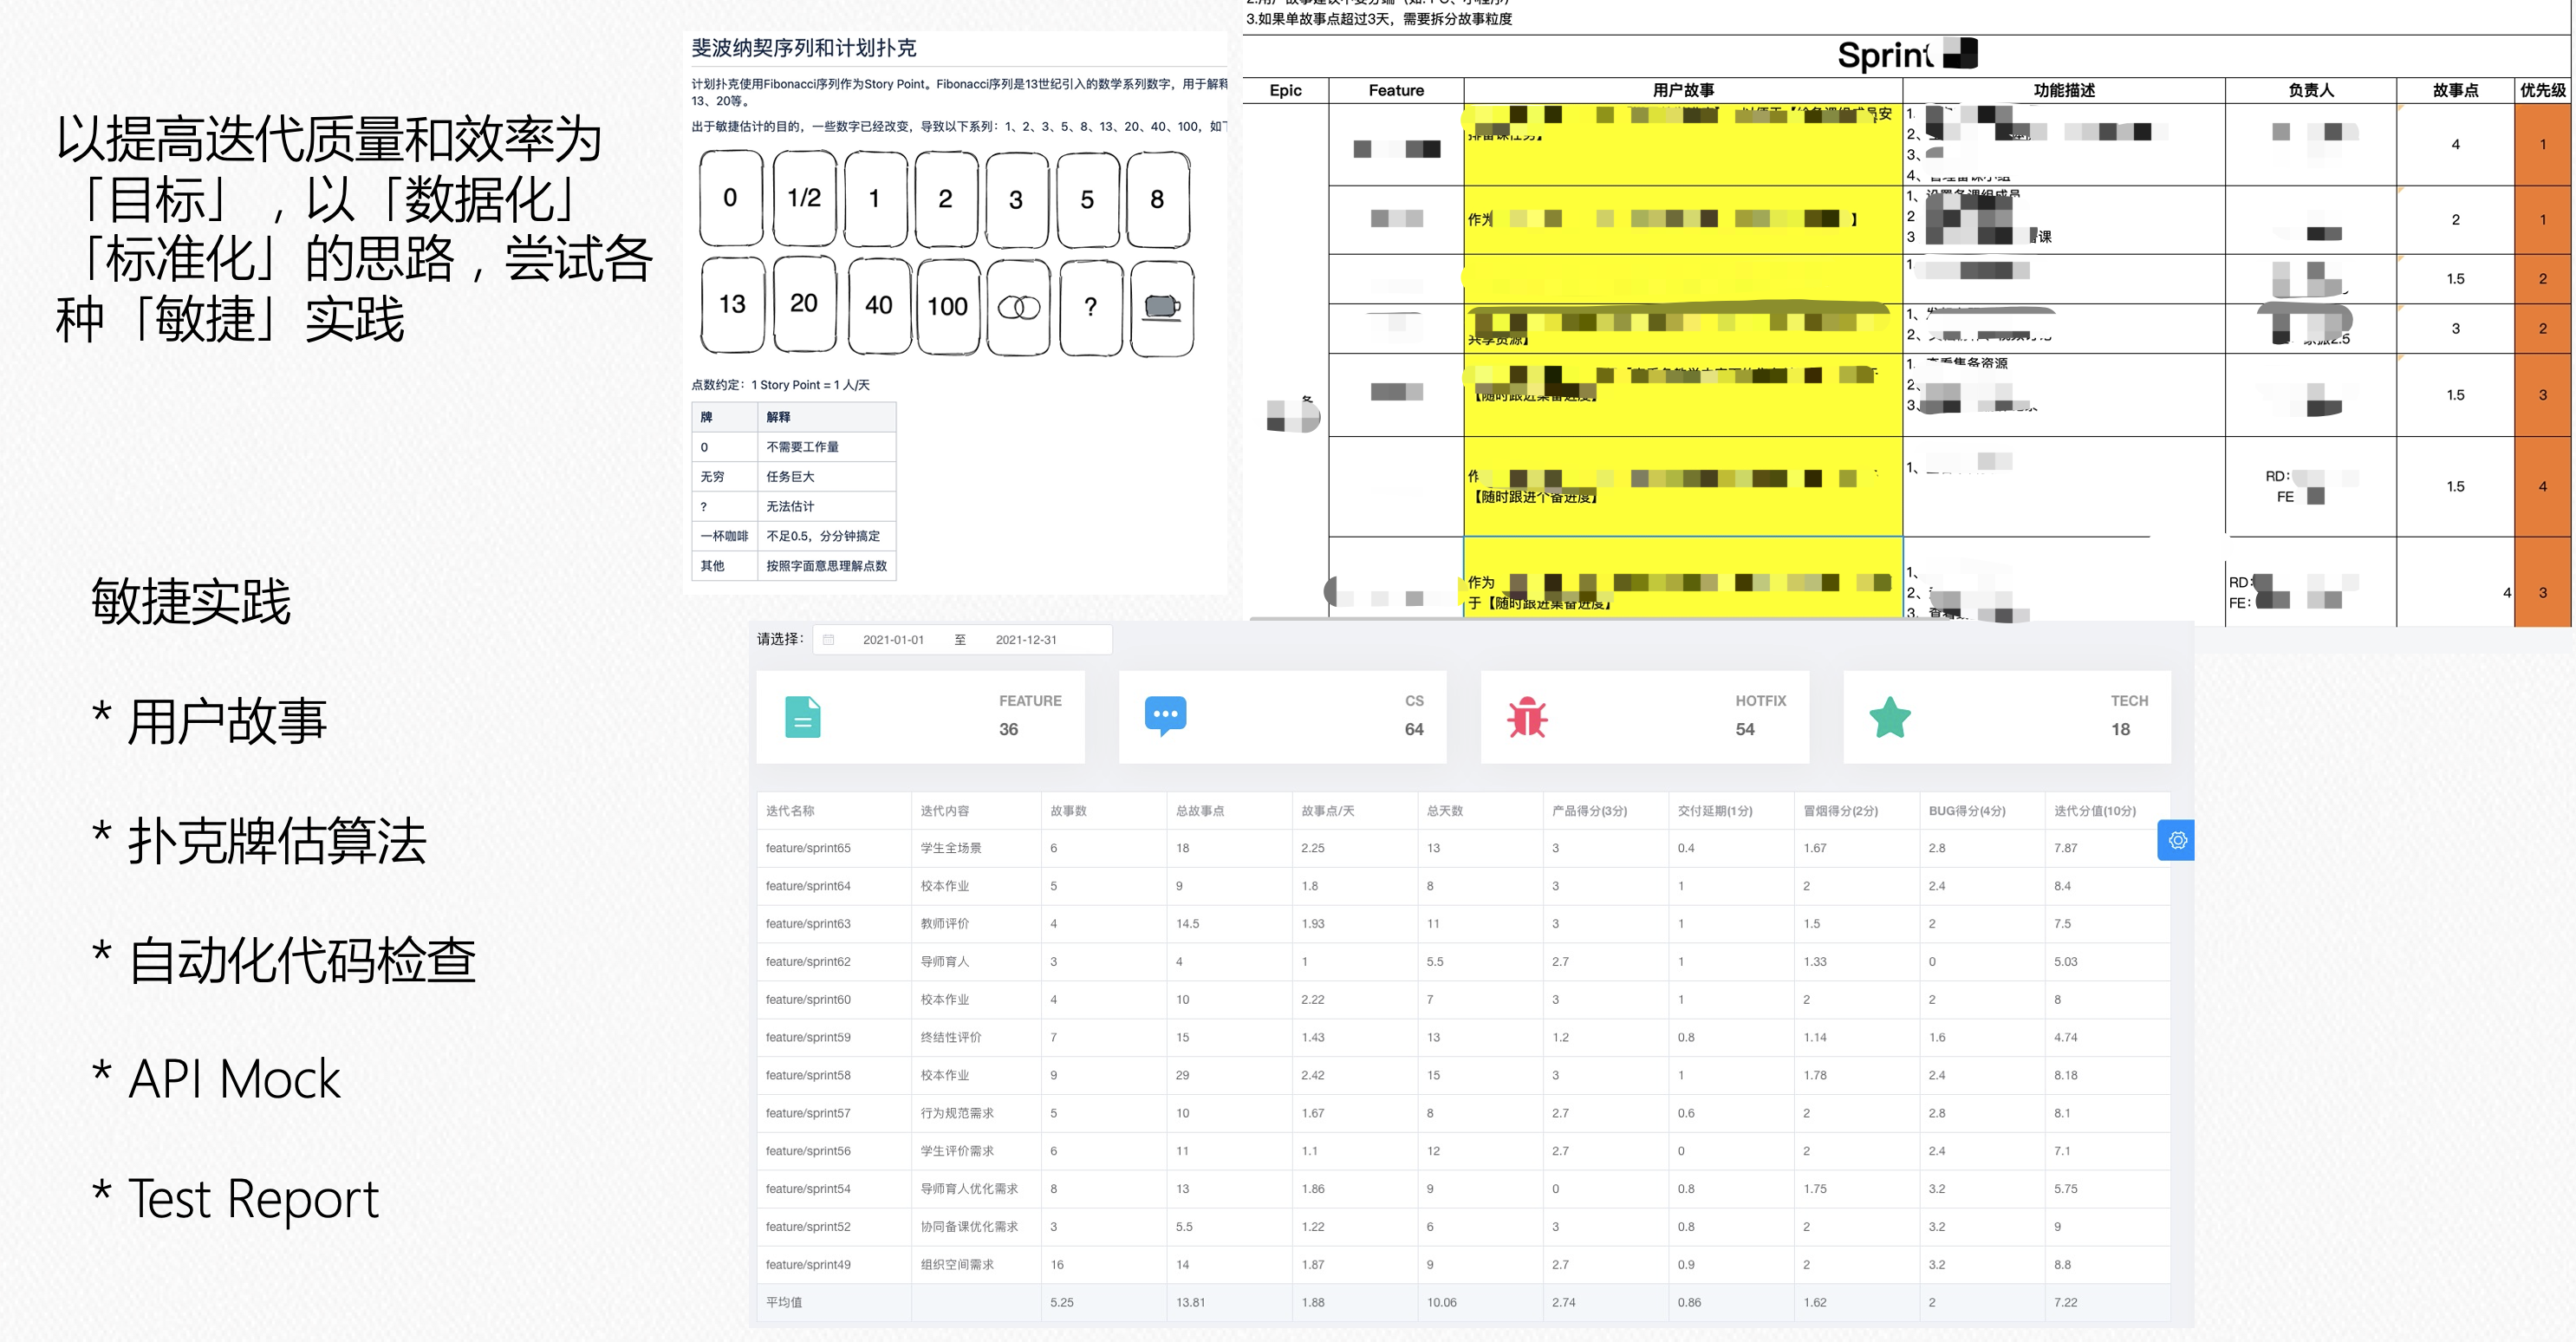 以提高迭代质量和效率为
「目标」，以「数据化」
「标准化」的思路，尝试各
种「敏捷」实践
敏捷实践
* 用户故事
* 扑克牌估算法
* 自动化代码检查
* API Mock
* Test Report
斐波纳契序列和计划扑克
计划扑克使用Fibonacci序列作为Story Point。Fibonacci序列是13世纪引入的数学系列数字，用于解释
13、20等。
出于敏捷估计的目的，一些数字已经改变，导致以下系列：1、2、3、5、8、13、20、40、100，如下
0 1/2 1 2 3 5 8
13 20 40 100 ?
点数约定：1 Story Point = 1 人/天
牌 解释
0 不需要工作量
无穷 任务巨大
? 无法估计
一杯咖啡 不足0.5，分分钟搞定
其他 按照字面意思理解点数
3.如果单故事点超过3天，需要拆分故事粒度
Sprint
Epic Feature 用户故事 功能描述 负责人 故事点 优先级
1.
2、
3、
4、
4 1
作为 】
1、设置备课组成员
2
3
2 1
1.
1.5 2
共享资源】
1、
2、
3 2
【随时跟进集备进度】
1. 查看集备资源
2、
3、
1.5 3
【随时跟进个备进度】
1、
RD:
FE
1.5 4
作为
于【随时跟进集备进度】
1、
2、
3、查看
RD:
FE:
4 3
请选择： 2021-01-01 至 2021-12-31
FEATURE
36
CS
64
HOTFIX
54
TECH
18
迭代名称 迭代内容 故事数 总故事点 故事点/天 总天数 产品得分(3分) 交付延期(1分) 冒烟得分(2分) BUG得分(4分) 迭代分值(10分)
feature/sprint65 学生全场景 6 18 2.25 13 3 0.4 1.67 2.8 7.87
feature/sprint64 校本作业 5 9 1.8 8 3 1 2 2.4 8.4
feature/sprint63 教师评价 4 14.5 1.93 11 3 1 1.5 2 7.5
feature/sprint62 导师育人 3 4 1 5.5 2.7 1 1.33 0 5.03
feature/sprint60 校本作业 4 10 2.22 7 3 1 2 2 8
feature/sprint59 终结性评价 7 15 1.43 13 1.2 0.8 1.14 1.6 4.74
feature/sprint58 校本作业 9 29 2.42 15 3 1 1.78 2.4 8.18
feature/sprint57 行为规范需求 5 10 1.67 8 2.7 0.6 2 2.8 8.1
feature/sprint56 学生评价需求 6 11 1.1 12 2.7 0 2 2.4 7.1
feature/sprint54 导师育人优化需求 8 13 1.86 9 0 0.8 1.75 3.2 5.75
feature/sprint52 协同备课优化需求 3 5.5 1.22 6 3 0.8 2 3.2 9
feature/sprint49 组织空间需求 16 14 1.87 9 2.7 0.9 2 3.2 8.8
平均值 5.25 13.81 1.88 10.06 2.74 0.86 1.62 2 7.22